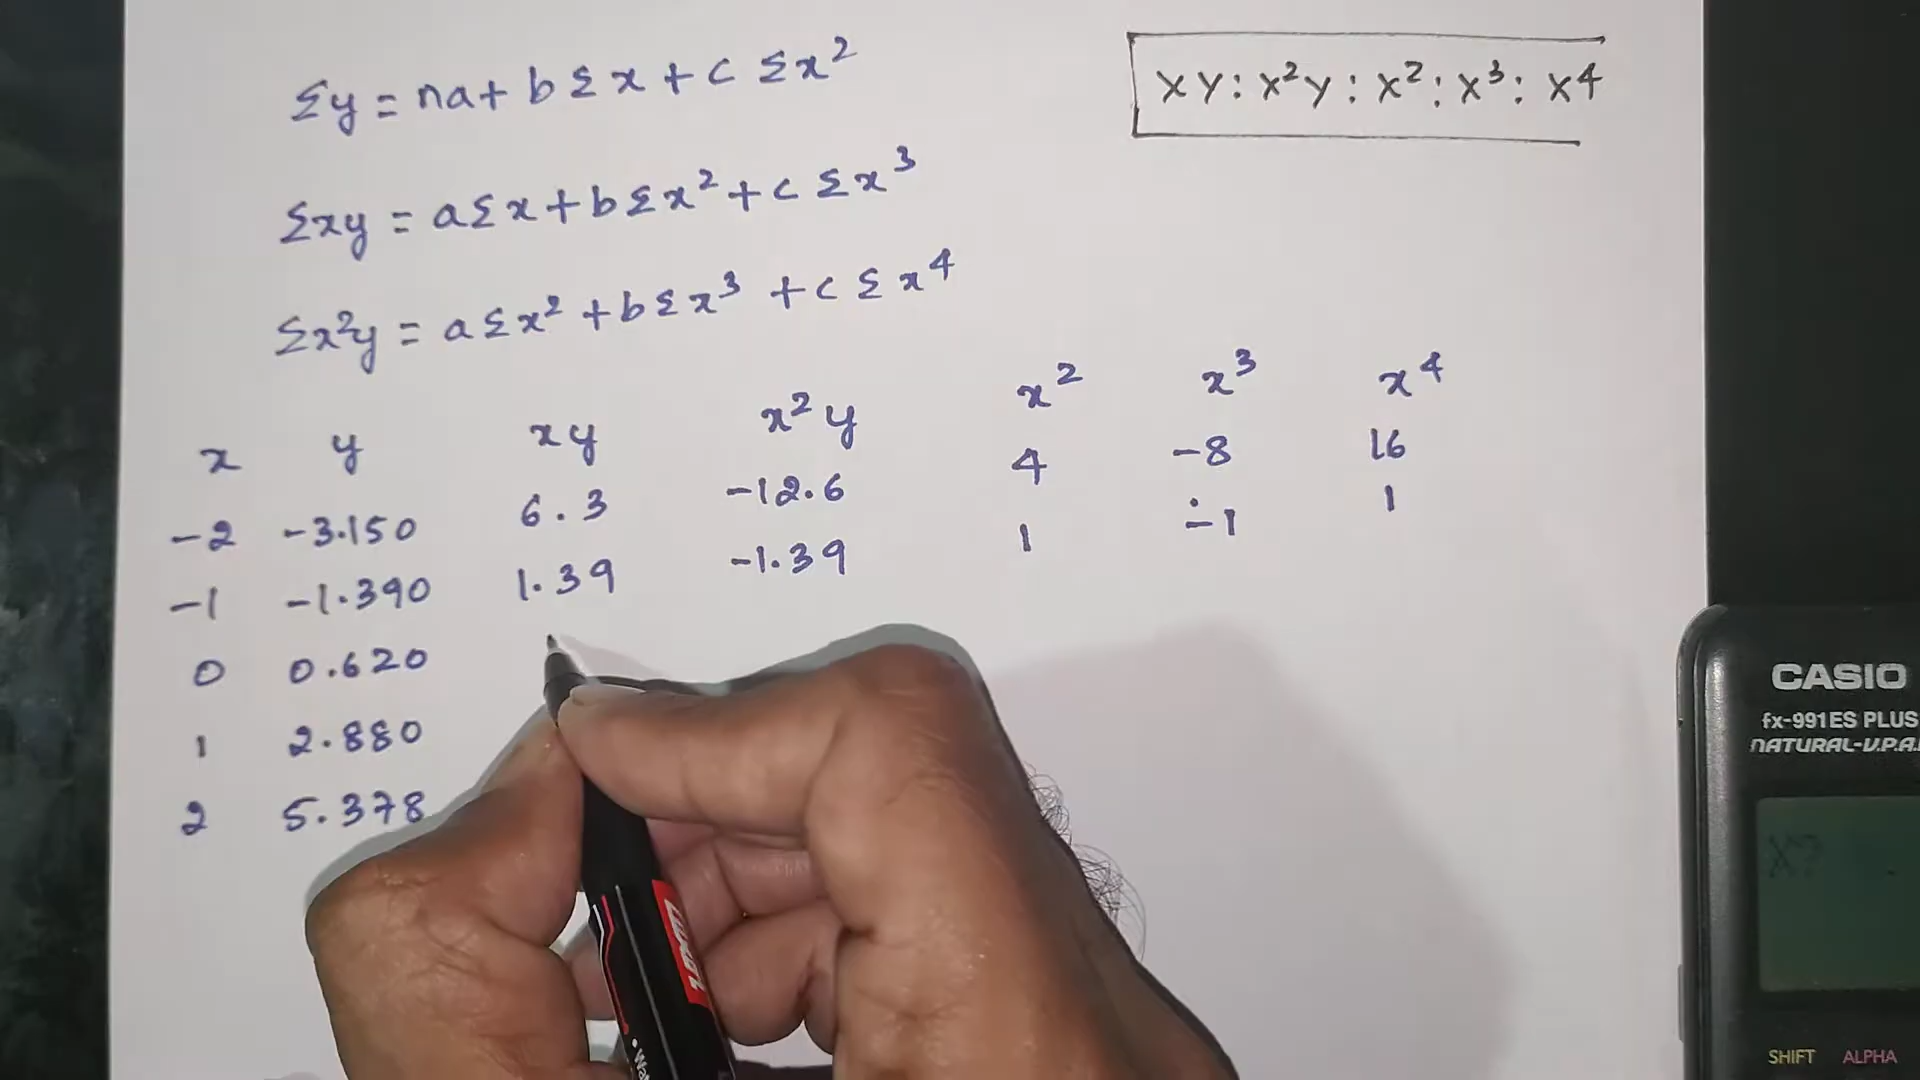 Σy = na + bΣx + cΣx²
XY : X²Y : X² : X³ : X⁴
Σxy = aΣx + bΣx² + cΣx³
Σx²y = aΣx² + bΣx³ + cΣx⁴
x y xy x²y x² x³ x⁴
-2 -3.150 6.3 -12.6 4 -8 16
-1 -1.390 1.39 -1.39 1 -1 1
0 0.620
1 2.880
2 5.378
CASIO
fx-991ES PLUS
NATURAL-V.P.A.
X?
SHIFT ALPHA